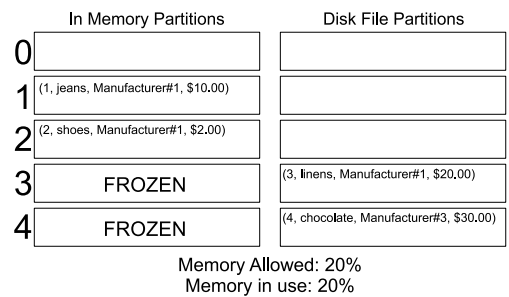 In Memory Partitions Disk File Partitions
0
1 (1, jeans, Manufacturer#1, $10.00)
2 (2, shoes, Manufacturer#1, $2.00)
3 FROZEN (3, linens, Manufacturer#1, $20.00)
4 FROZEN (4, chocolate, Manufacturer#3, $30.00)
Memory Allowed: 20%
Memory in use: 20%